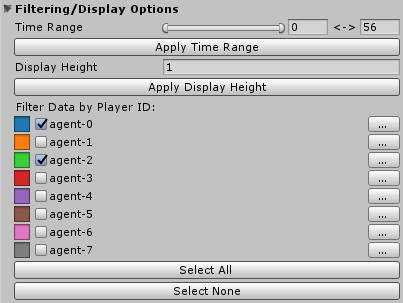 Filtering/Display Options
Time Range 0 <-> 56
Apply Time Range
Display Height 1
Apply Display Height
Filter Data by Player ID:
agent-0 ...
agent-1 ...
agent-2 ...
agent-3 ...
agent-4 ...
agent-5 ...
agent-6 ...
agent-7 ...
Select All
Select None